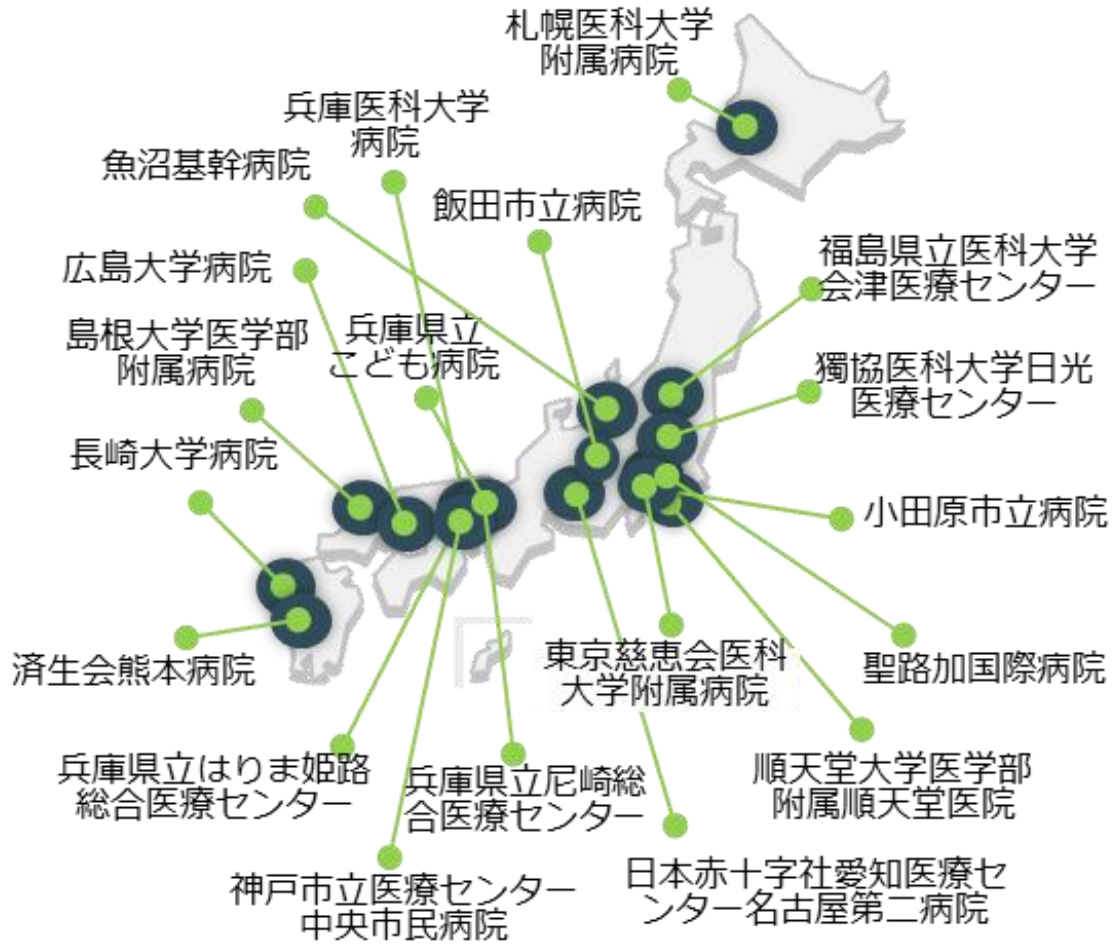 札幌医科大学
附属病院
兵庫医科大学
病院
魚沼基幹病院
飯田市立病院
広島大学病院
福島県立医科大学
会津医療センター
島根大学医学部
附属病院
兵庫県立
こども病院
獨協医科大学日光
医療センター
長崎大学病院
小田原市立病院
済生会熊本病院
東京慈恵会医科
大学附属病院
聖路加国際病院
兵庫県立はりま姫路
総合医療センター
兵庫県立尼崎総
合医療センター
順天堂大学医学部
附属順天堂医院
神戸市立医療センター
中央市民病院
日本赤十字社愛知医療セ
ンター名古屋第二病院